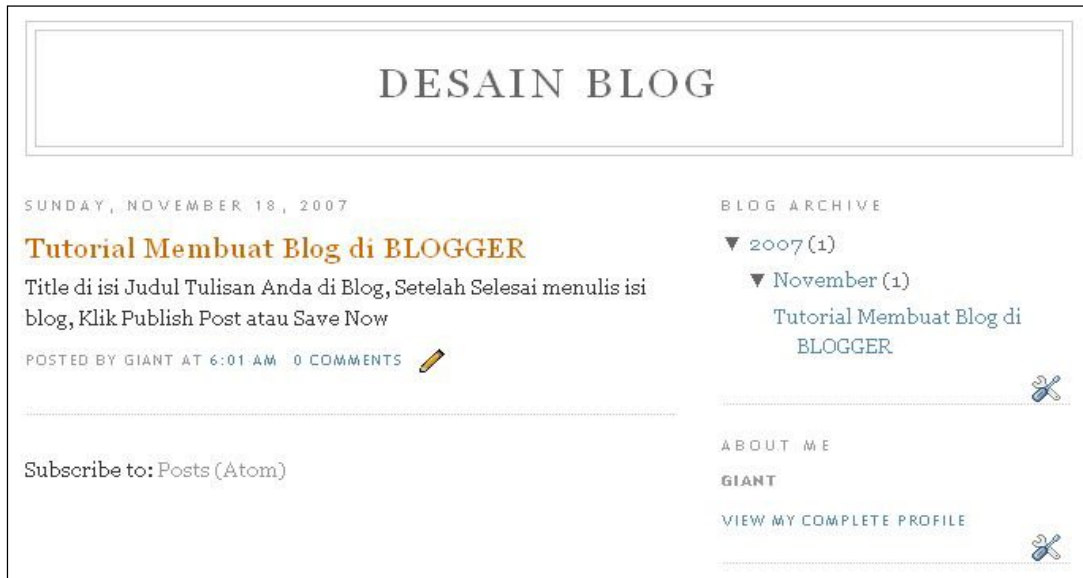 DESAIN BLOG
SUNDAY, NOVEMBER 18, 2007
Tutorial Membuat Blog di BLOGGER
Title di isi Judul Tulisan Anda di Blog, Setelah Selesai menulis isi
blog, Klik Publish Post atau Save Now
POSTED BY GIANT AT 6:01 AM 0 COMMENTS
Subscribe to: Posts (Atom)
BLOG ARCHIVE
▼ 2007 (1)
▼ November (1)
Tutorial Membuat Blog di
BLOGGER
ABOUT ME
GIANT
VIEW MY COMPLETE PROFILE